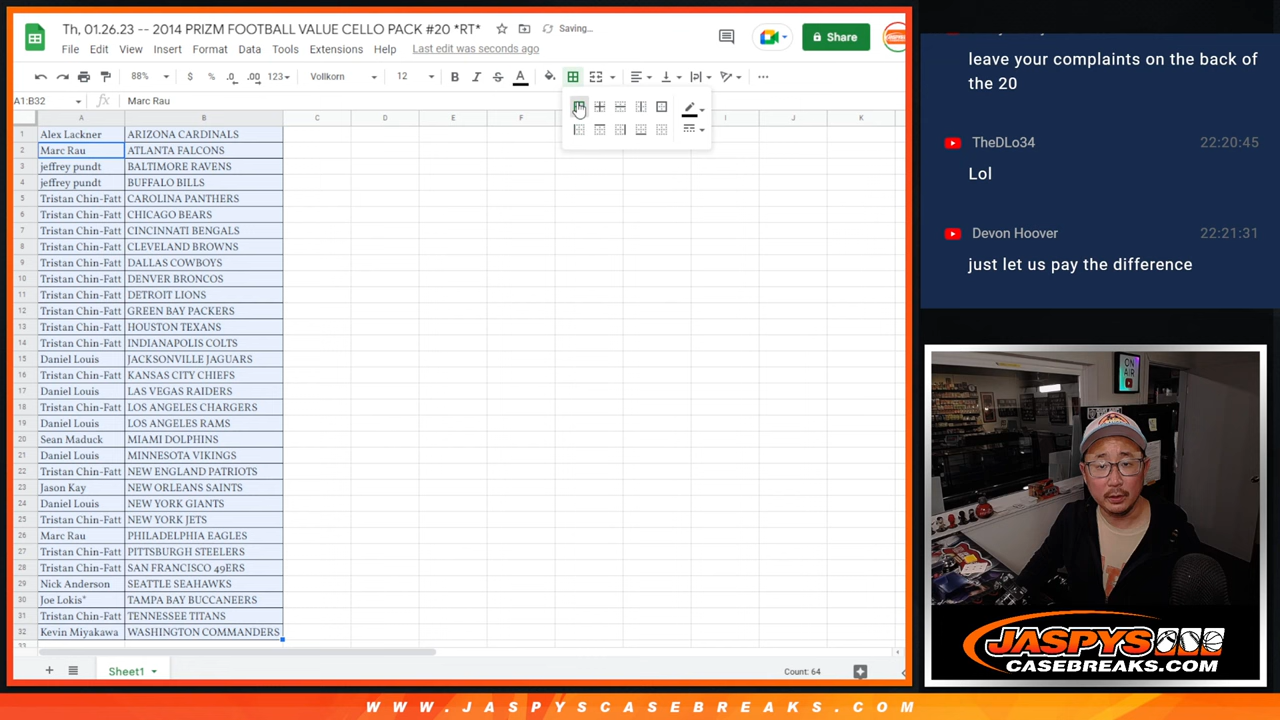 Th, 01.26.23 -- 2014 PRIZM FOOTBALL VALUE CELLO PACK #20 *RT*
Saving...
File Edit View Insert Format Data Tools Extensions Help Last edit was seconds ago
Share
88% $ % .0 .00 123 Vollkorn 12 B I S A
A1:B32 fx Marc Rau
A B C D E F G H I J K
1 Alex Lackner ARIZONA CARDINALS
2 Marc Rau ATLANTA FALCONS
3 jeffrey pundt BALTIMORE RAVENS
4 jeffrey pundt BUFFALO BILLS
5 Tristan Chin-Fatt CAROLINA PANTHERS
6 Tristan Chin-Fatt CHICAGO BEARS
7 Tristan Chin-Fatt CINCINNATI BENGALS
8 Tristan Chin-Fatt CLEVELAND BROWNS
9 Tristan Chin-Fatt DALLAS COWBOYS
10 Tristan Chin-Fatt DENVER BRONCOS
11 Tristan Chin-Fatt DETROIT LIONS
12 Tristan Chin-Fatt GREEN BAY PACKERS
13 Tristan Chin-Fatt HOUSTON TEXANS
14 Tristan Chin-Fatt INDIANAPOLIS COLTS
15 Daniel Louis JACKSONVILLE JAGUARS
16 Tristan Chin-Fatt KANSAS CITY CHIEFS
17 Daniel Louis LAS VEGAS RAIDERS
18 Tristan Chin-Fatt LOS ANGELES CHARGERS
19 Daniel Louis LOS ANGELES RAMS
20 Sean Maduck MIAMI DOLPHINS
21 Daniel Louis MINNESOTA VIKINGS
22 Tristan Chin-Fatt NEW ENGLAND PATRIOTS
23 Jason Kay NEW ORLEANS SAINTS
24 Daniel Louis NEW YORK GIANTS
25 Tristan Chin-Fatt NEW YORK JETS
26 Marc Rau PHILADELPHIA EAGLES
27 Tristan Chin-Fatt PITTSBURGH STEELERS
28 Tristan Chin-Fatt SAN FRANCISCO 49ERS
29 Nick Anderson SEATTLE SEAHAWKS
30 Joe Lokis* TAMPA BAY BUCCANEERS
31 Tristan Chin-Fatt TENNESSEE TITANS
32 Kevin Miyakawa WASHINGTON COMMANDERS
Sheet1
Count: 64
leave your complaints on the back of
the 20
TheDLo34 22:20:45
Lol
Devon Hoover 22:21:31
just let us pay the difference
ON
AIR
JASPYS
CASEBREAKS.COM
WWW.JASPYSCASEBREAKS.COM